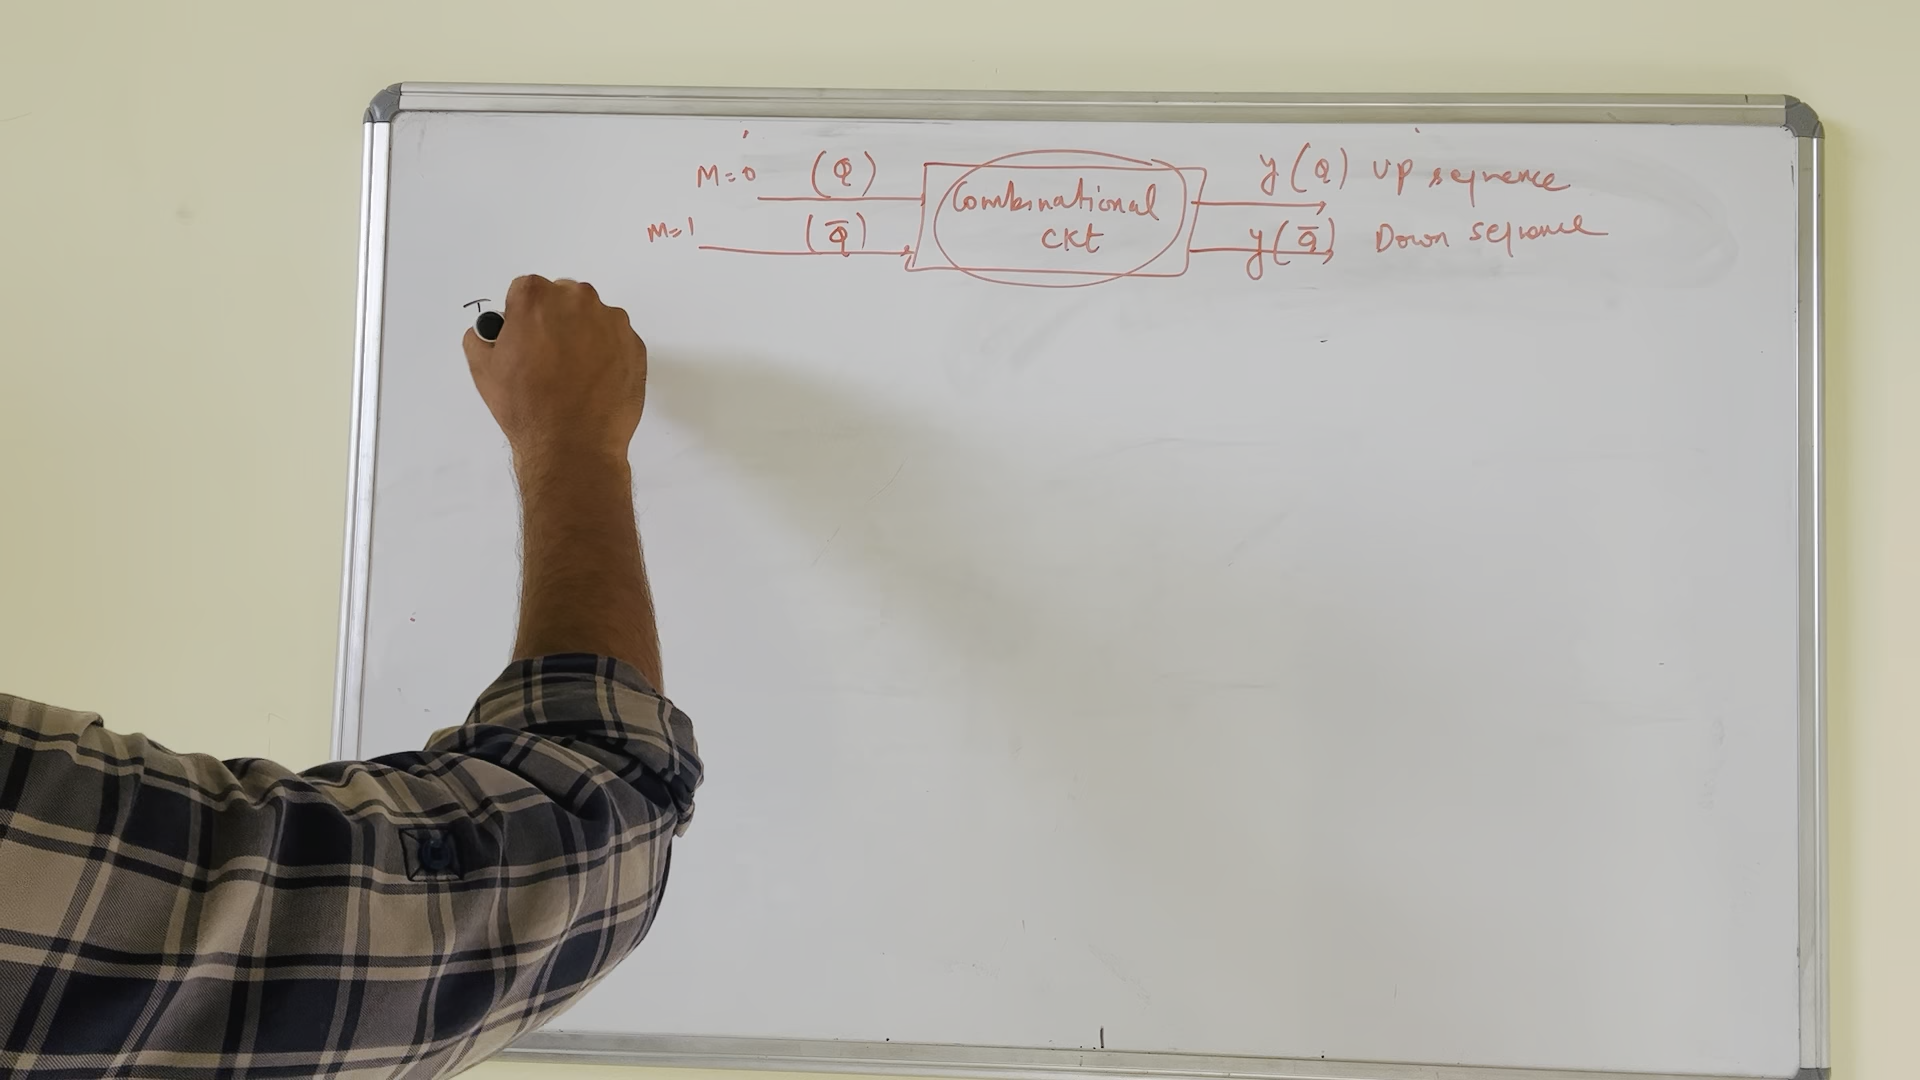 M=0 (Q) Combinational y(Q) UP sequence
M=1 (Q̄) CKt y(Q̄) Down sequence
T